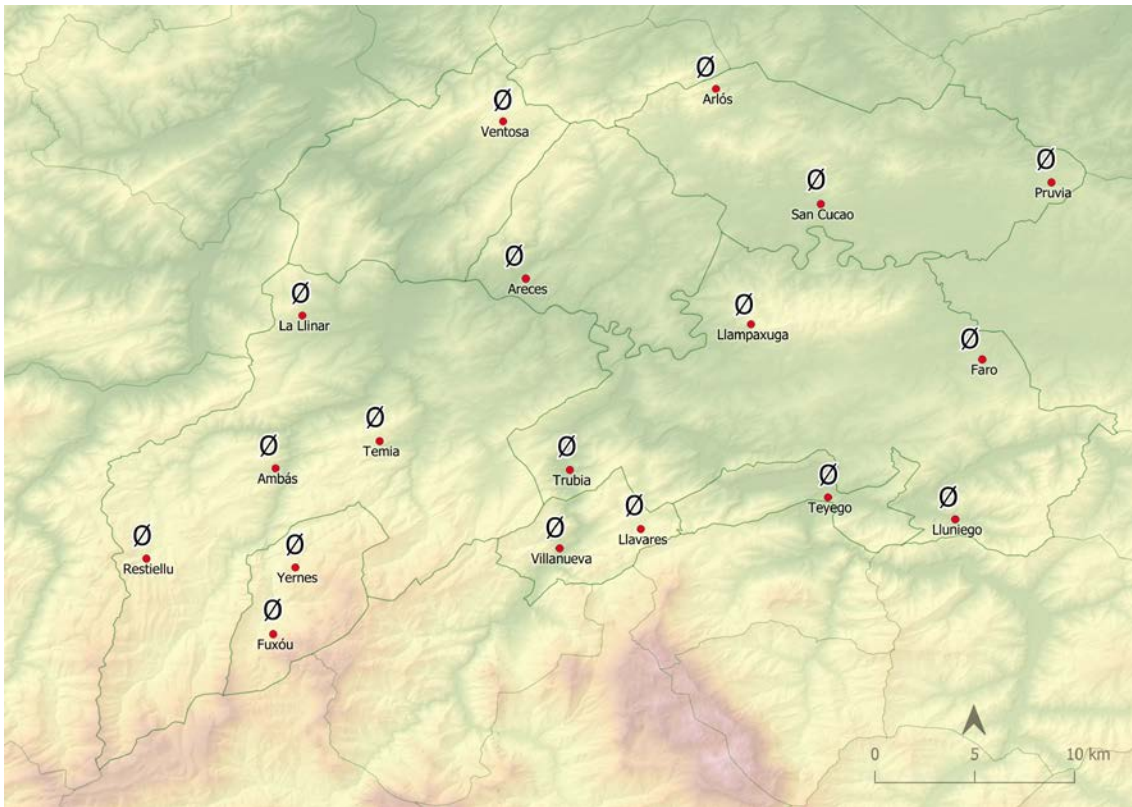 Ø
Arlós
Ø
Ventosa
Ø
Pruvia
Ø
San Cucao
Ø
Areces
Ø
La Llinar
Ø
Llampaxuga
Ø
Faro
Ø
Temia
Ø
Ambás
Ø
Trubia
Ø
Teyego
Ø
Lluniego
Ø
Llavares
Ø
Villanueva
Ø
Restiellu
Ø
Yernes
Ø
Fuxóu
0 5 10 km